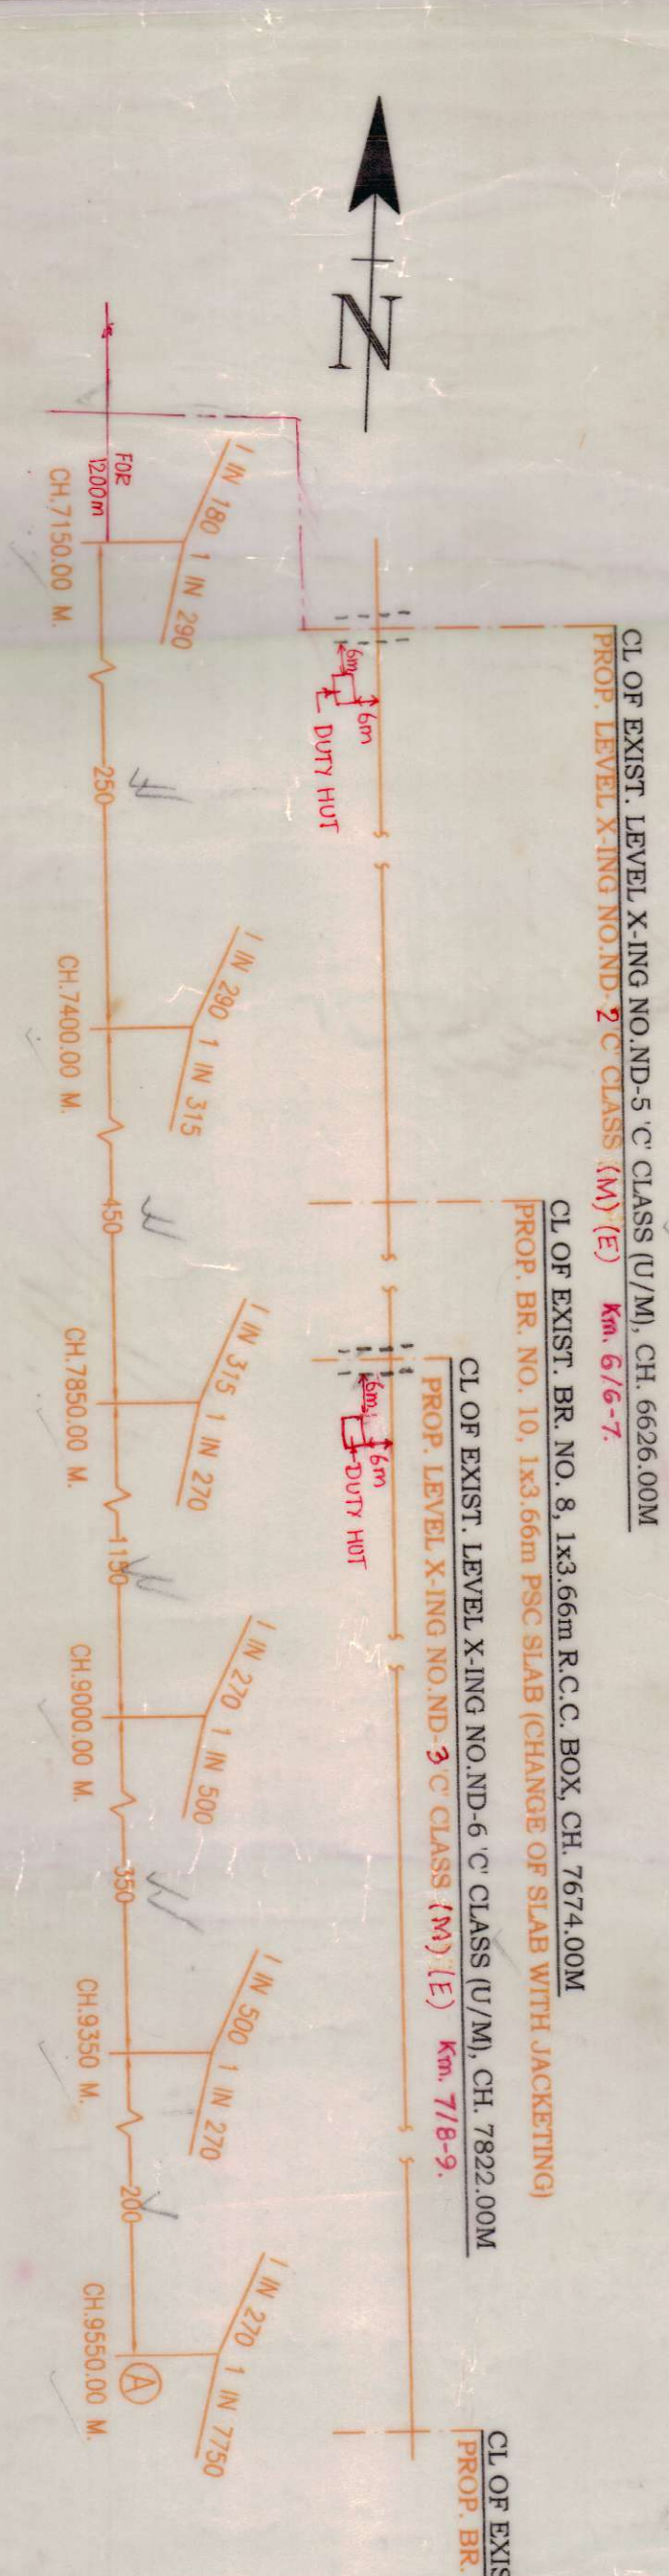 N
CL OF EXIST. LEVEL X-ING NO.ND-5 'C' CLASS (U/M), CH. 6626.00M
PROP. LEVEL X-ING NO.ND-2'C' CLASS (M) (E) Km. 6/6-7.
CL OF EXIST. BR. NO. 8, 1x3.66m R.C.C. BOX, CH. 7674.00M
PROP. BR. NO. 10, 1x3.66m PSC SLAB (CHANGE OF SLAB WITH JACKETING)
CL OF EXIST. LEVEL X-ING NO.ND-6 'C' CLASS (U/M), CH. 7822.00M
PROP. LEVEL X-ING NO.ND-3'C' CLASS (M) (E) Km. 7/8-9.
CL OF EXIS
PROP. BR.
6m
6m
DUTY HUT
6m
6m
DUTY HUT
1 IN 180 1 IN 290
1 IN 290 1 IN 315
1 IN 315 1 IN 270
1 IN 270 1 IN 500
1 IN 500 1 IN 270
1 IN 270 1 IN 7750
FOR
1200m
250
450
1150
350
200
A
CH.7150.00 M.
CH.7400.00 M.
CH.7850.00 M.
CH.9000.00 M.
CH.9350 M.
CH.9550.00 M.